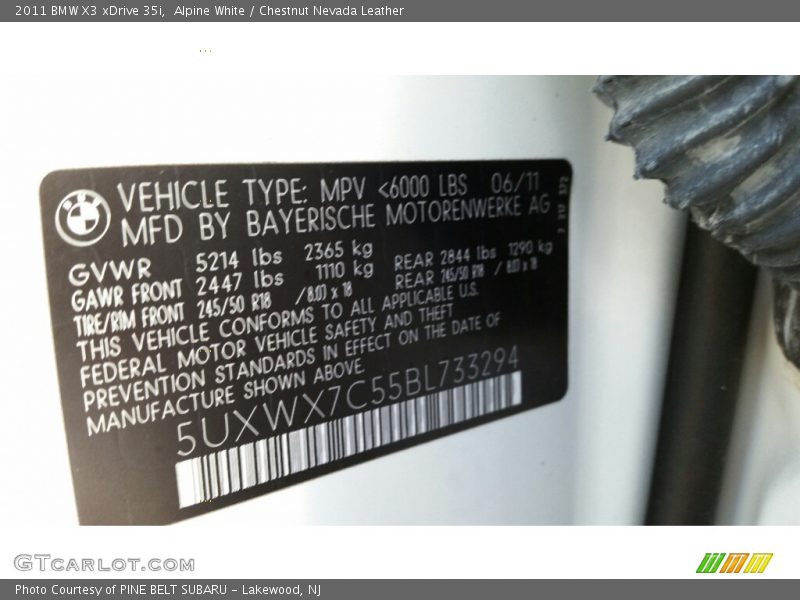 2011 BMW X3 xDrive 35i,  Alpine White / Chestnut Nevada Leather
VEHICLE TYPE: MPV <6000 LBS 06/11
MFD BY BAYERISCHE MOTORENWERKE AG
GVWR 5214 lbs 2365 kg
GAWR FRONT 2447 lbs 1110 kg REAR 2844 lbs 1290 kg
TIRE/RIM FRONT 245/50 R18 /8.0J x 18 REAR 245/50 R18 / 8.0J x 18
THIS VEHICLE CONFORMS TO ALL APPLICABLE U.S.
FEDERAL MOTOR VEHICLE SAFETY AND THEFT
PREVENTION STANDARDS IN EFFECT ON THE DATE OF
MANUFACTURE SHOWN ABOVE.
5UXWX7C55BL733294
GTCARLOT.COM
Photo Courtesy of PINE BELT SUBARU - Lakewood, NJ